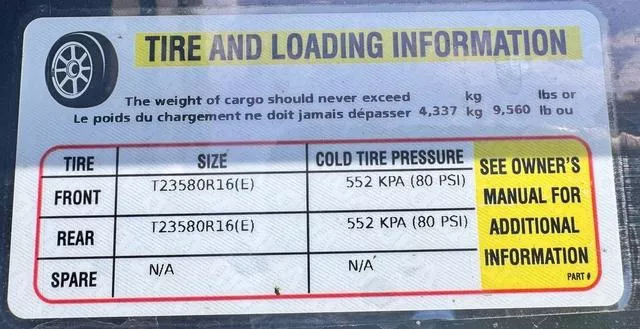 TIRE AND LOADING INFORMATION
The weight of cargo should never exceed kg lbs or
Le poids du chargement ne doit jamais dépasser 4,337 kg 9,560 lb ou
TIRE SIZE COLD TIRE PRESSURE
FRONT T23580R16(E) 552 KPA (80 PSI)
REAR T23580R16(E) 552 KPA (80 PSI)
SPARE N/A N/A
SEE OWNER'S
MANUAL FOR
ADDITIONAL
INFORMATION
PART #